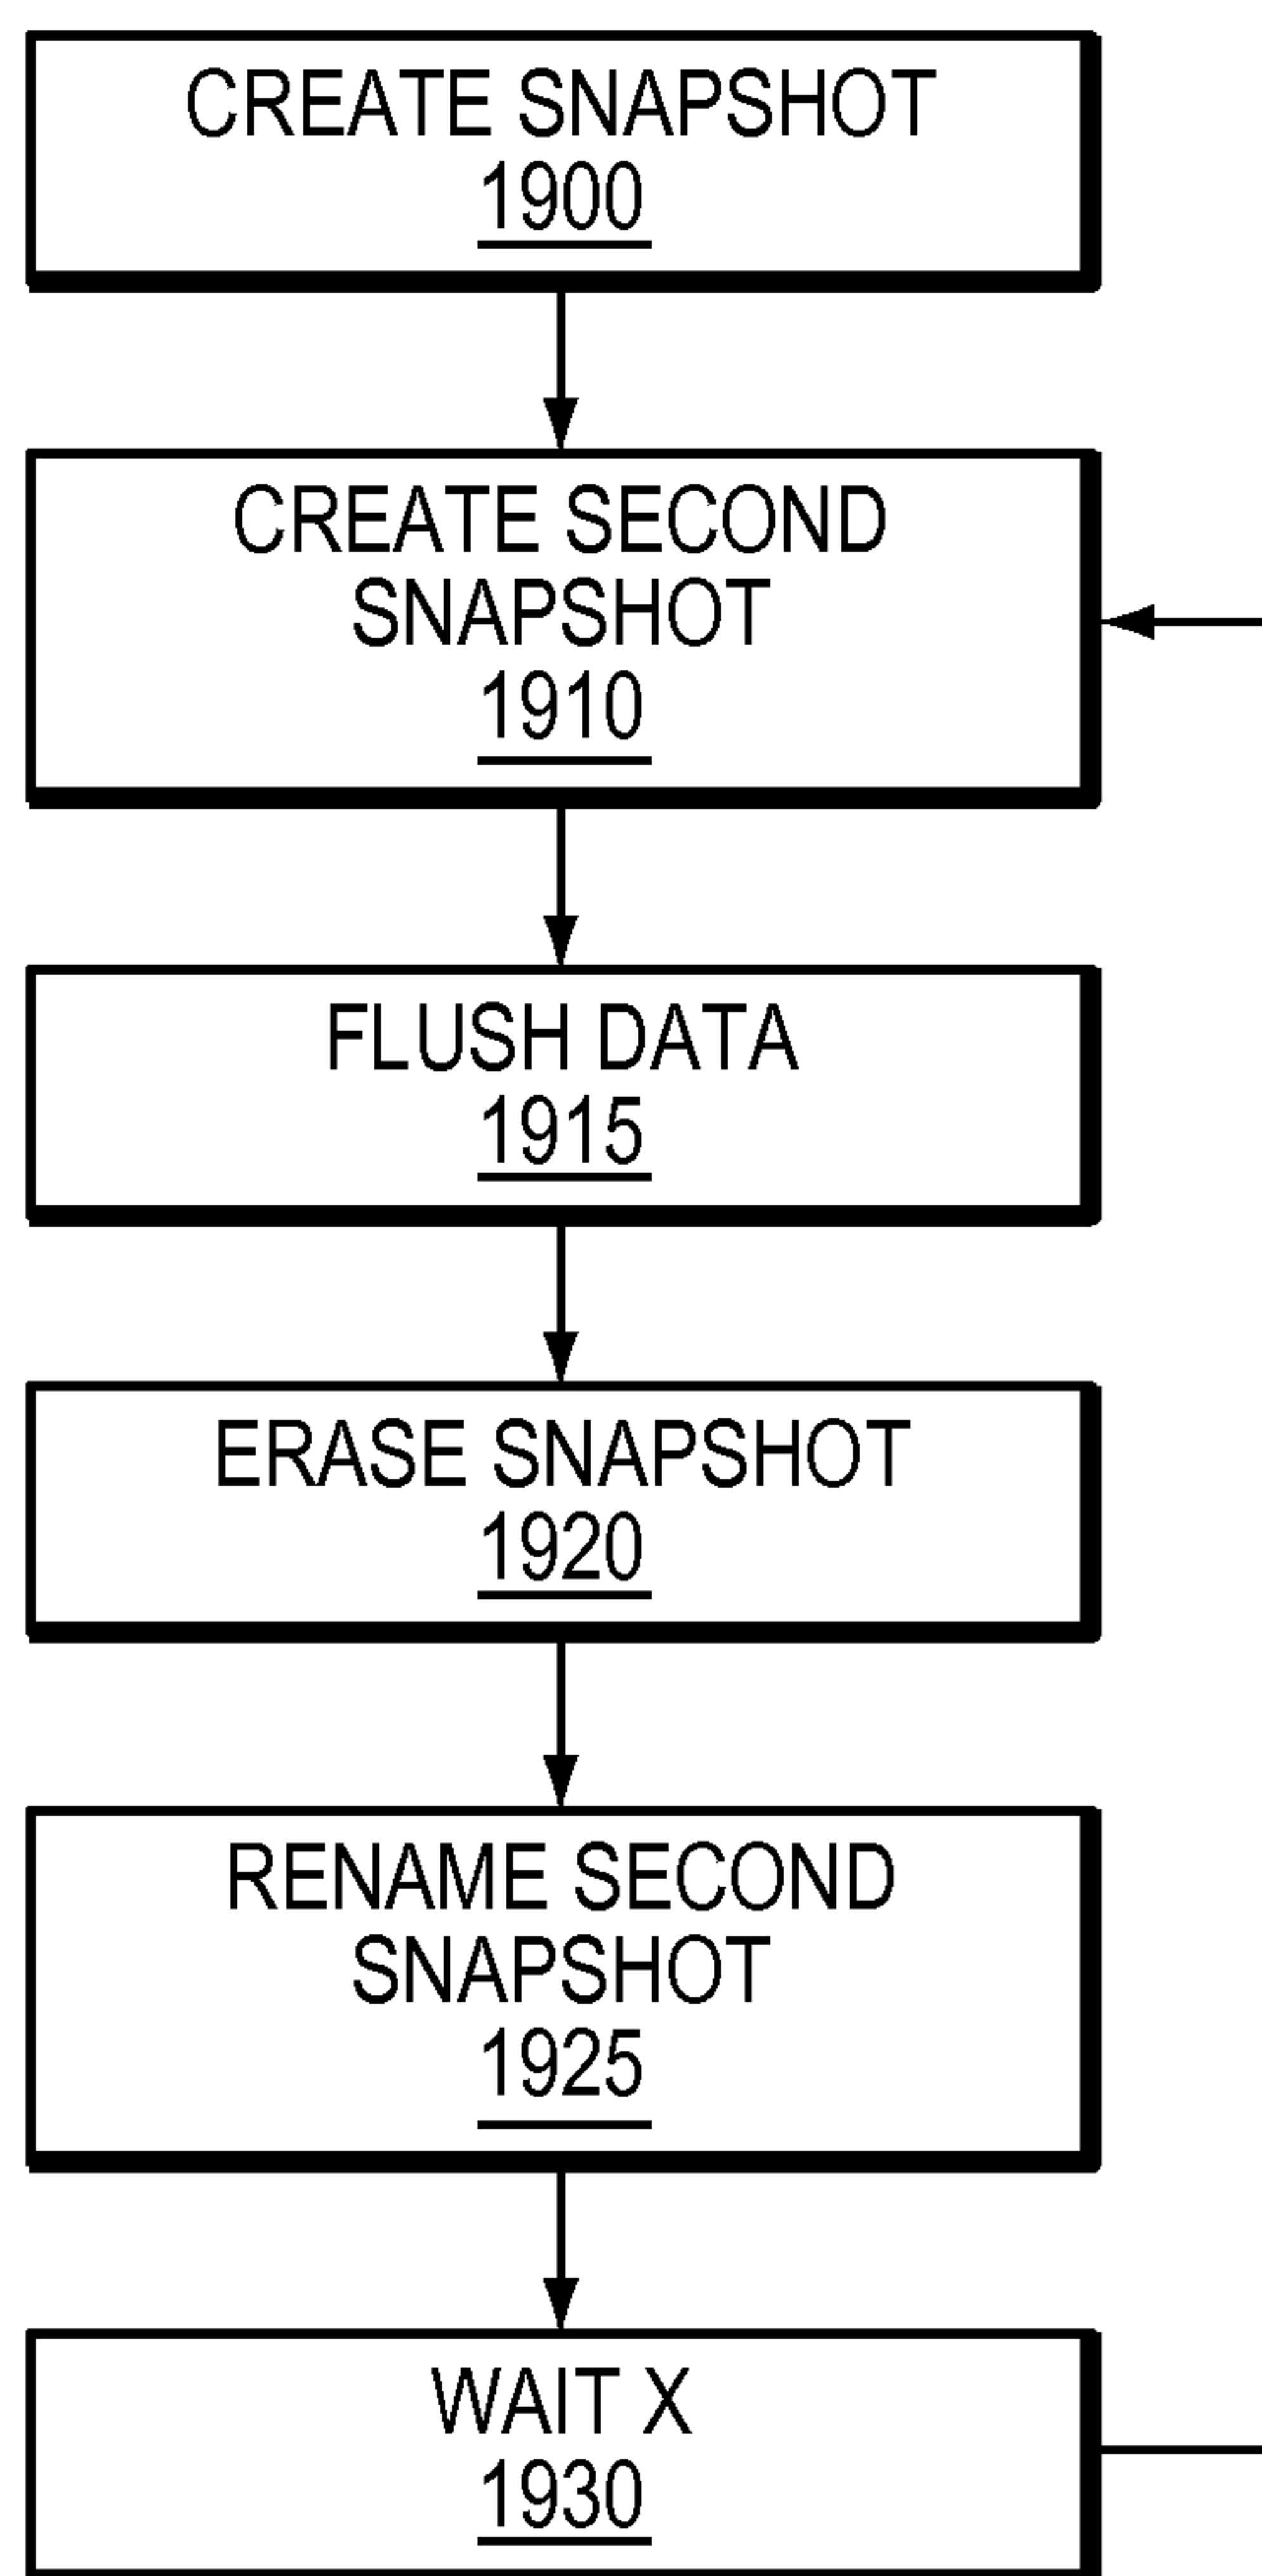 CREATE SNAPSHOT
1900
CREATE SECOND
SNAPSHOT
1910
FLUSH DATA
1915
ERASE SNAPSHOT
1920
RENAME SECOND
SNAPSHOT
1925
WAIT X
1930